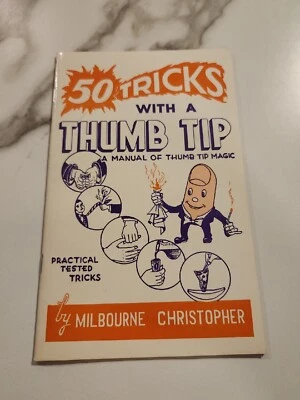 50 TRICKS
WITH A
THUMB TIP
A MANUAL OF THUMB TIP MAGIC
PRACTICAL
TESTED
TRICKS
by MILBOURNE CHRISTOPHER